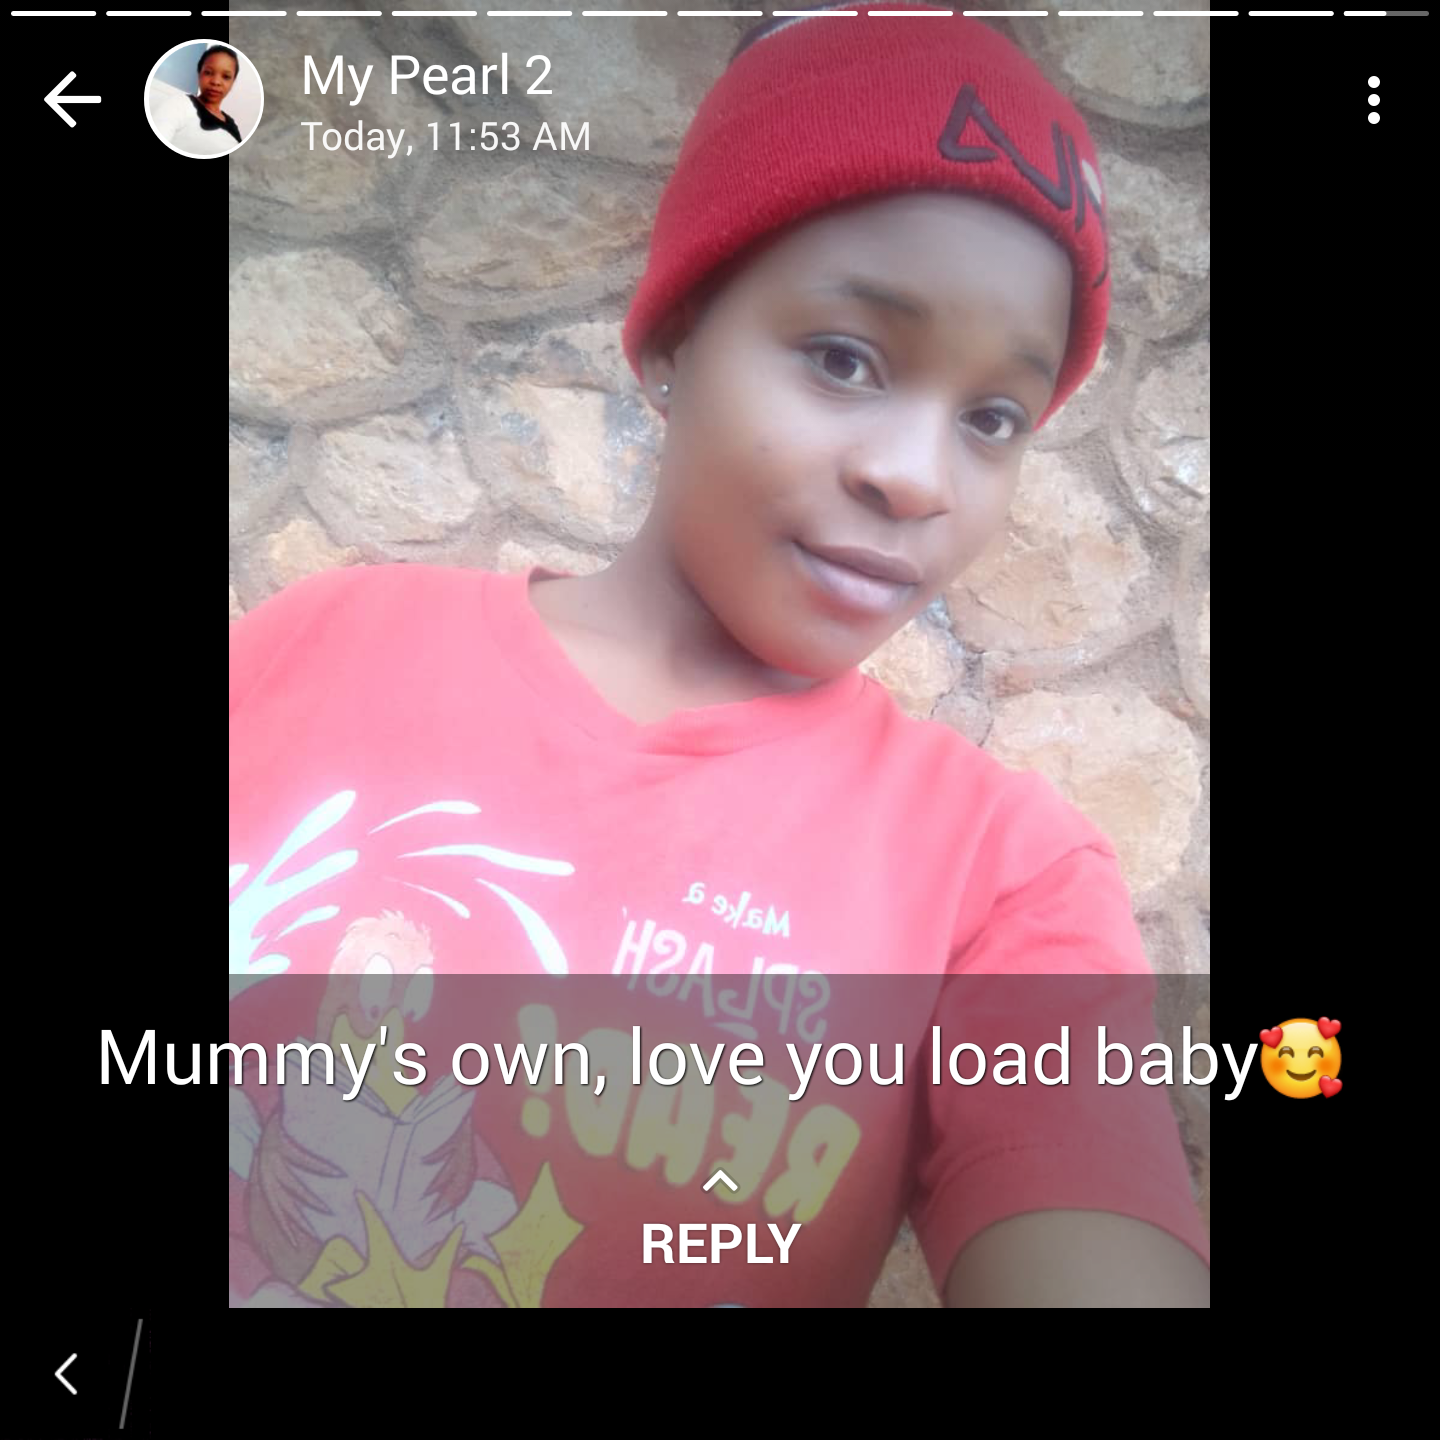 My Pearl 2
Today, 11:53 AM
Make a
SPLASH
READ!
Mummy's own, love you load baby🥰
REPLY